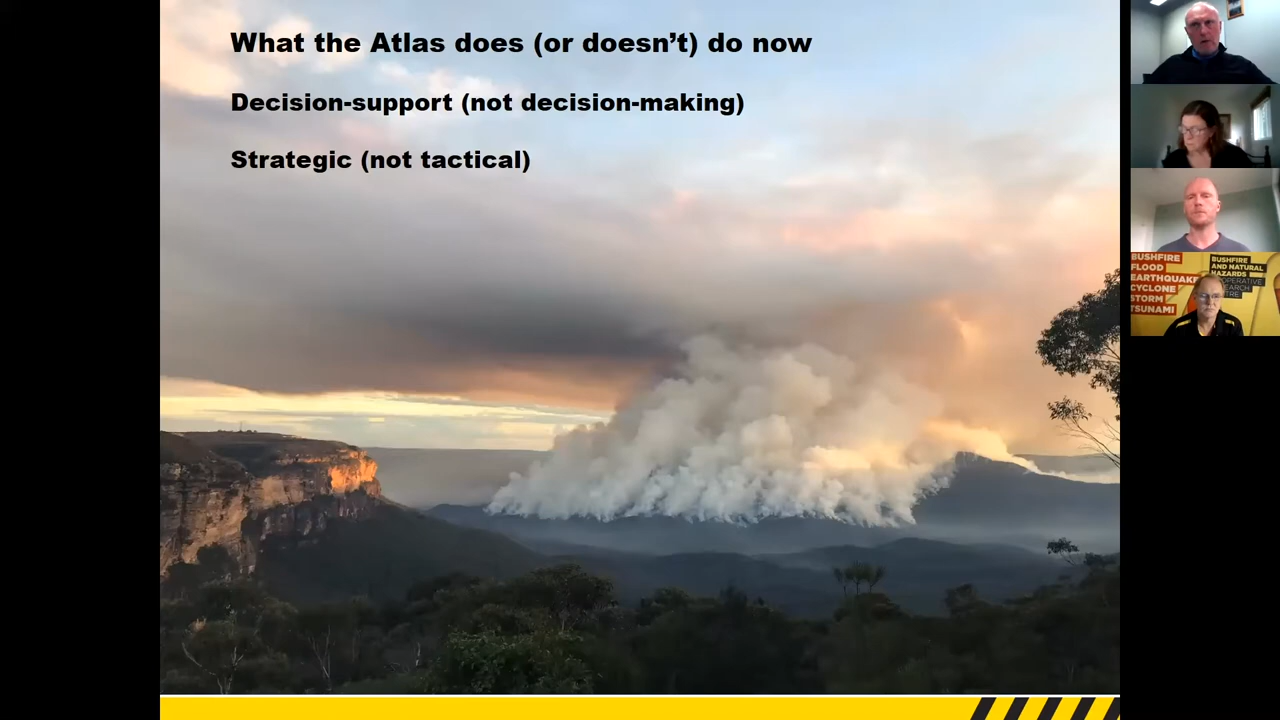 What the Atlas does (or doesn’t) do now
Decision-support (not decision-making)
Strategic (not tactical)
BUSHFIRE
FLOOD
EARTHQUAKE
CYCLONE
STORM
TSUNAMI
BUSHFIRE
AND NATURAL
HAZARDS